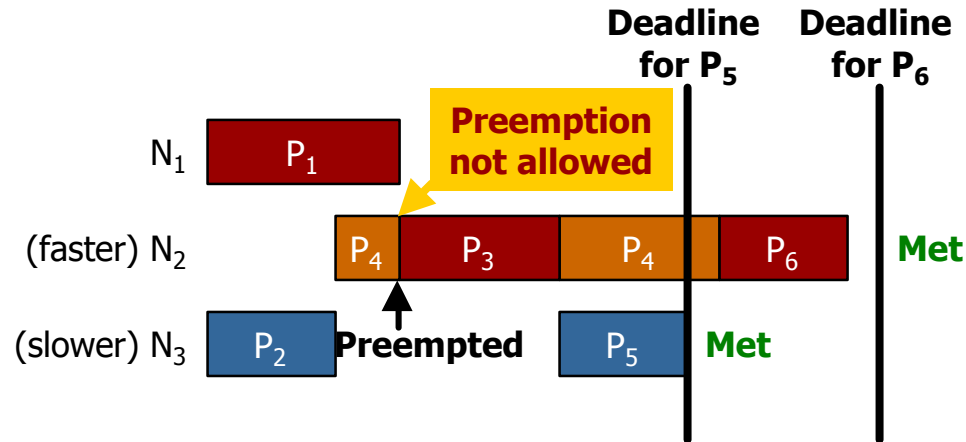 Deadline
for P₅
Deadline
for P₆
Preemption
not allowed
N₁
P₁
(faster) N₂
P₄
P₃
P₄
P₆
Met
(slower) N₃
P₂
Preempted
P₅
Met